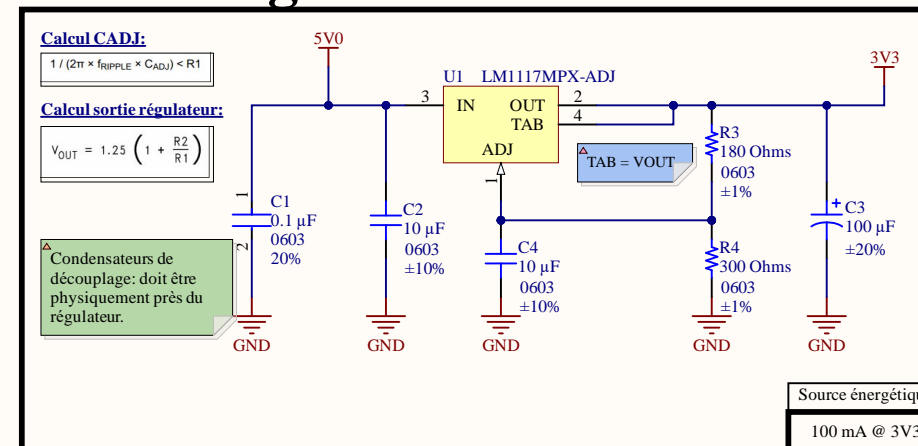 Calcul CADJ:
1 / (2π × fRIPPLE × CADJ) < R1
Calcul sortie régulateur:
VOUT = 1.25 (1 + R2/R1)
5V0
3V3
U1 LM1117MPX-ADJ
3
IN
OUT
2
TAB
4
ADJ
1
TAB = VOUT
R3
180 Ohms
0603
±1%
1
C1
0.1 µF
0603
20%
2
C2
10 µF
0603
±10%
C4
10 µF
0603
±10%
R4
300 Ohms
0603
±1%
+
C3
100 µF
±20%
Condensateurs de
découplage: doit être
physiquement près du
régulateur.
GND
GND
GND
GND
GND
Source énergétiqu
100 mA @ 3V3